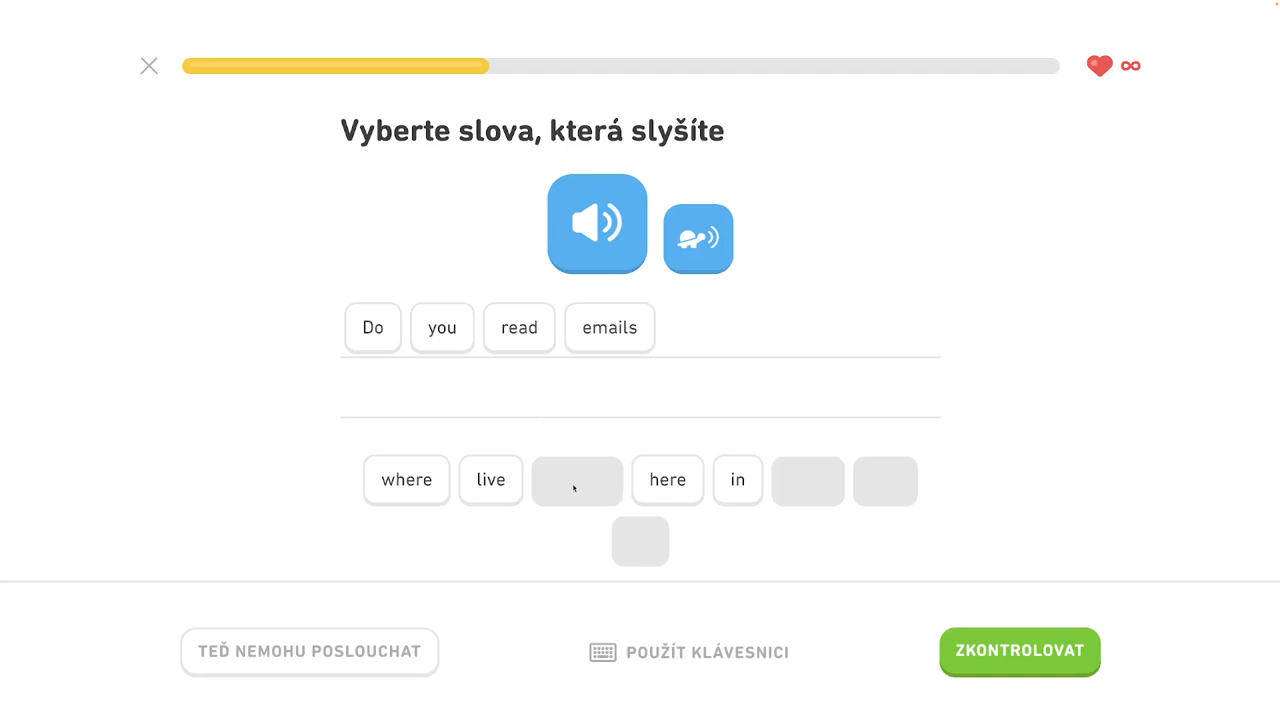 Vyberte slova, která slyšíte
Do you read emails
where live here in
TEĎ NEMOHU POSLOUCHAT
POUŽÍT KLÁVESNICI
ZKONTROLOVAT